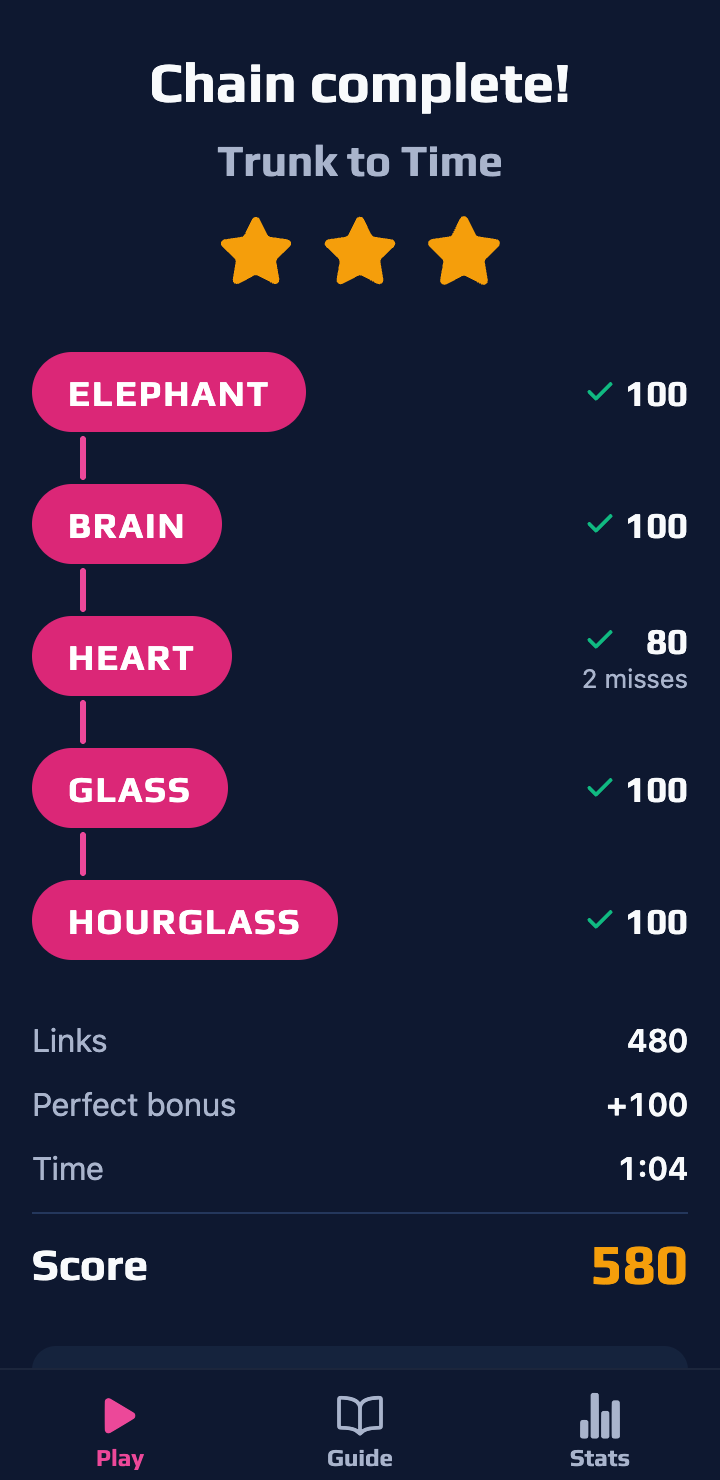 Chain complete!
Trunk to Time
ELEPHANT 100
BRAIN 100
HEART 80
2 misses
GLASS 100
HOURGLASS 100
Links 480
Perfect bonus +100
Time 1:04
Score 580
Play Guide Stats